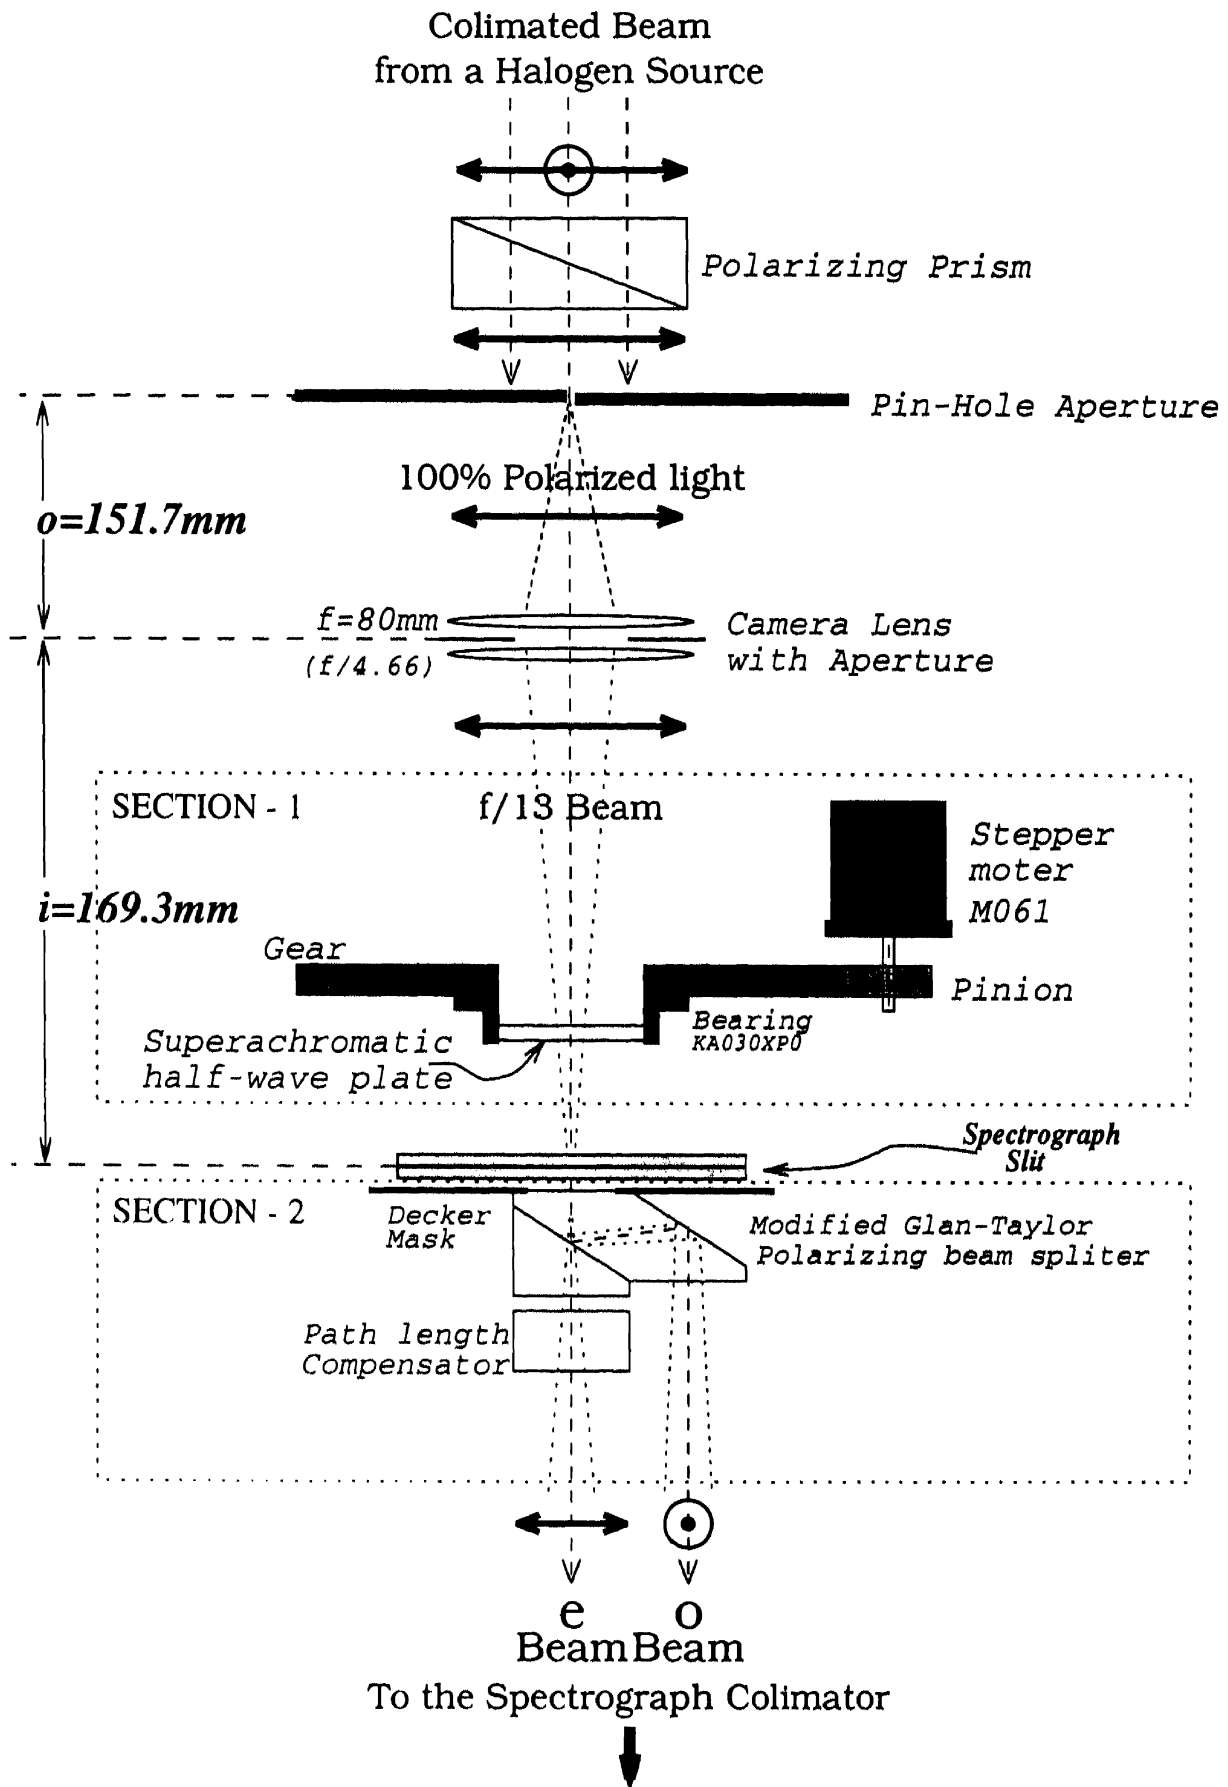 Colimated Beam
from a Halogen Source
Polarizing Prism
Pin-Hole Aperture
100% Polarized light
o=151.7mm
f=80mm
(f/4.66)
Camera Lens
with Aperture
SECTION - 1
f/13 Beam
Stepper
moter
M061
i=169.3mm
Gear
Pinion
Bearing
KA030XP0
Superachromatic
half-wave plate
Spectrograph
Slit
SECTION - 2
Decker
Mask
Modified Glan-Taylor
Polarizing beam spliter
Path length
Compensator
e o
Beam Beam
To the Spectrograph Colimator